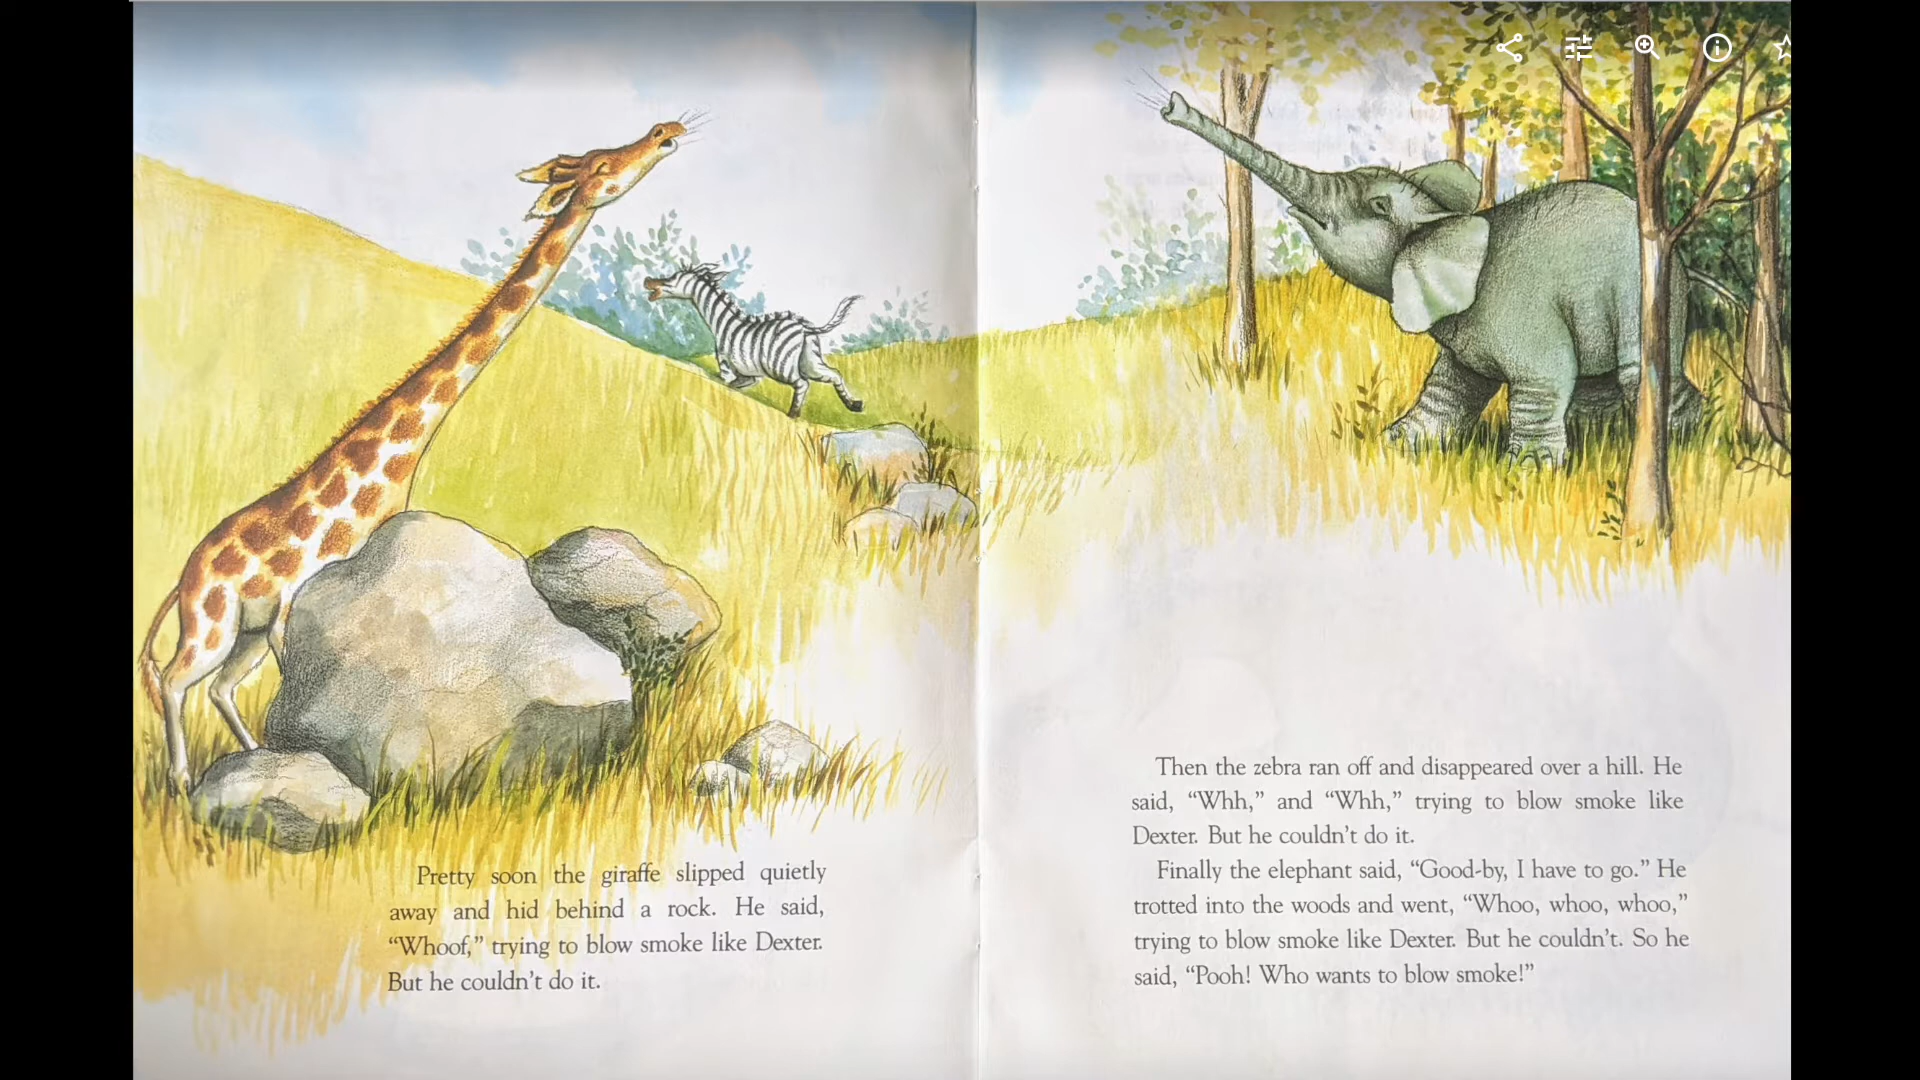 Pretty soon the giraffe slipped quietly
away and hid behind a rock. He said,
“Whoof,” trying to blow smoke like Dexter.
But he couldn’t do it.
Then the zebra ran off and disappeared over a hill. He
said, “Whh,” and “Whh,” trying to blow smoke like
Dexter. But he couldn’t do it.
Finally the elephant said, “Good-by, I have to go.” He
trotted into the woods and went, “Whoo, whoo, whoo,”
trying to blow smoke like Dexter. But he couldn’t. So he
said, “Pooh! Who wants to blow smoke!”